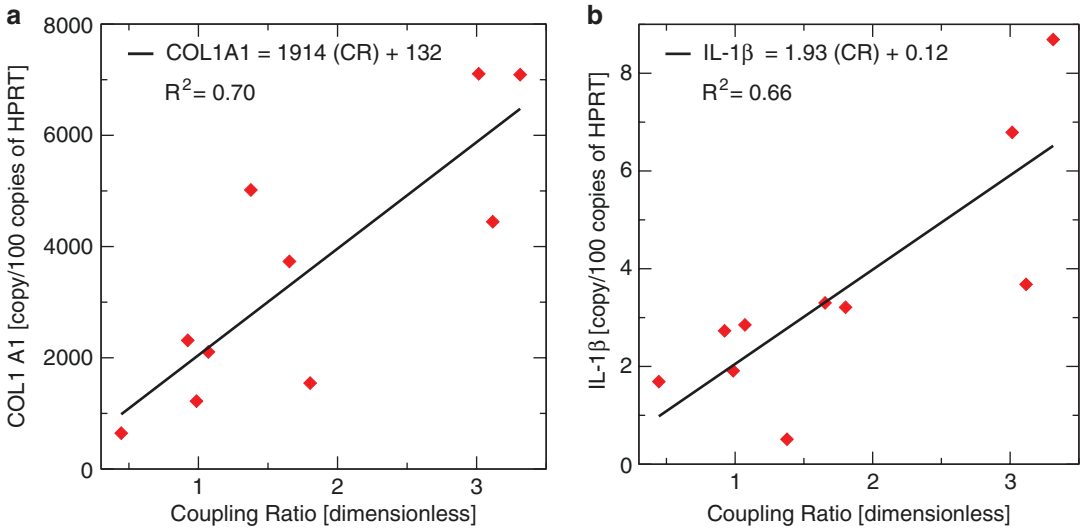 a
COL1A1 = 1914 (CR) + 132
R² = 0.70
8000
6000
4000
2000
0
COL1 A1 [copy/100 copies of HPRT]
1 2 3
Coupling Ratio [dimensionless]
b
IL-1β = 1.93 (CR) + 0.12
R² = 0.66
8
6
4
2
0
IL-1β [copy/100 copies of HPRT]
1 2 3
Coupling Ratio [dimensionless]